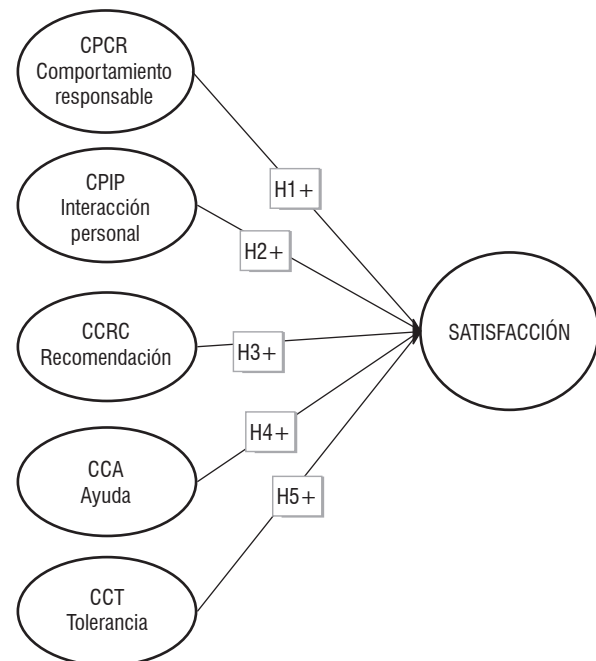 CPCR
Comportamiento
responsable
H1+
CPIP
Interacción
personal
H2+
SATISFACCIÓN
CCRC
Recomendación
H3+
H4+
CCA
Ayuda
H5+
CCT
Tolerancia